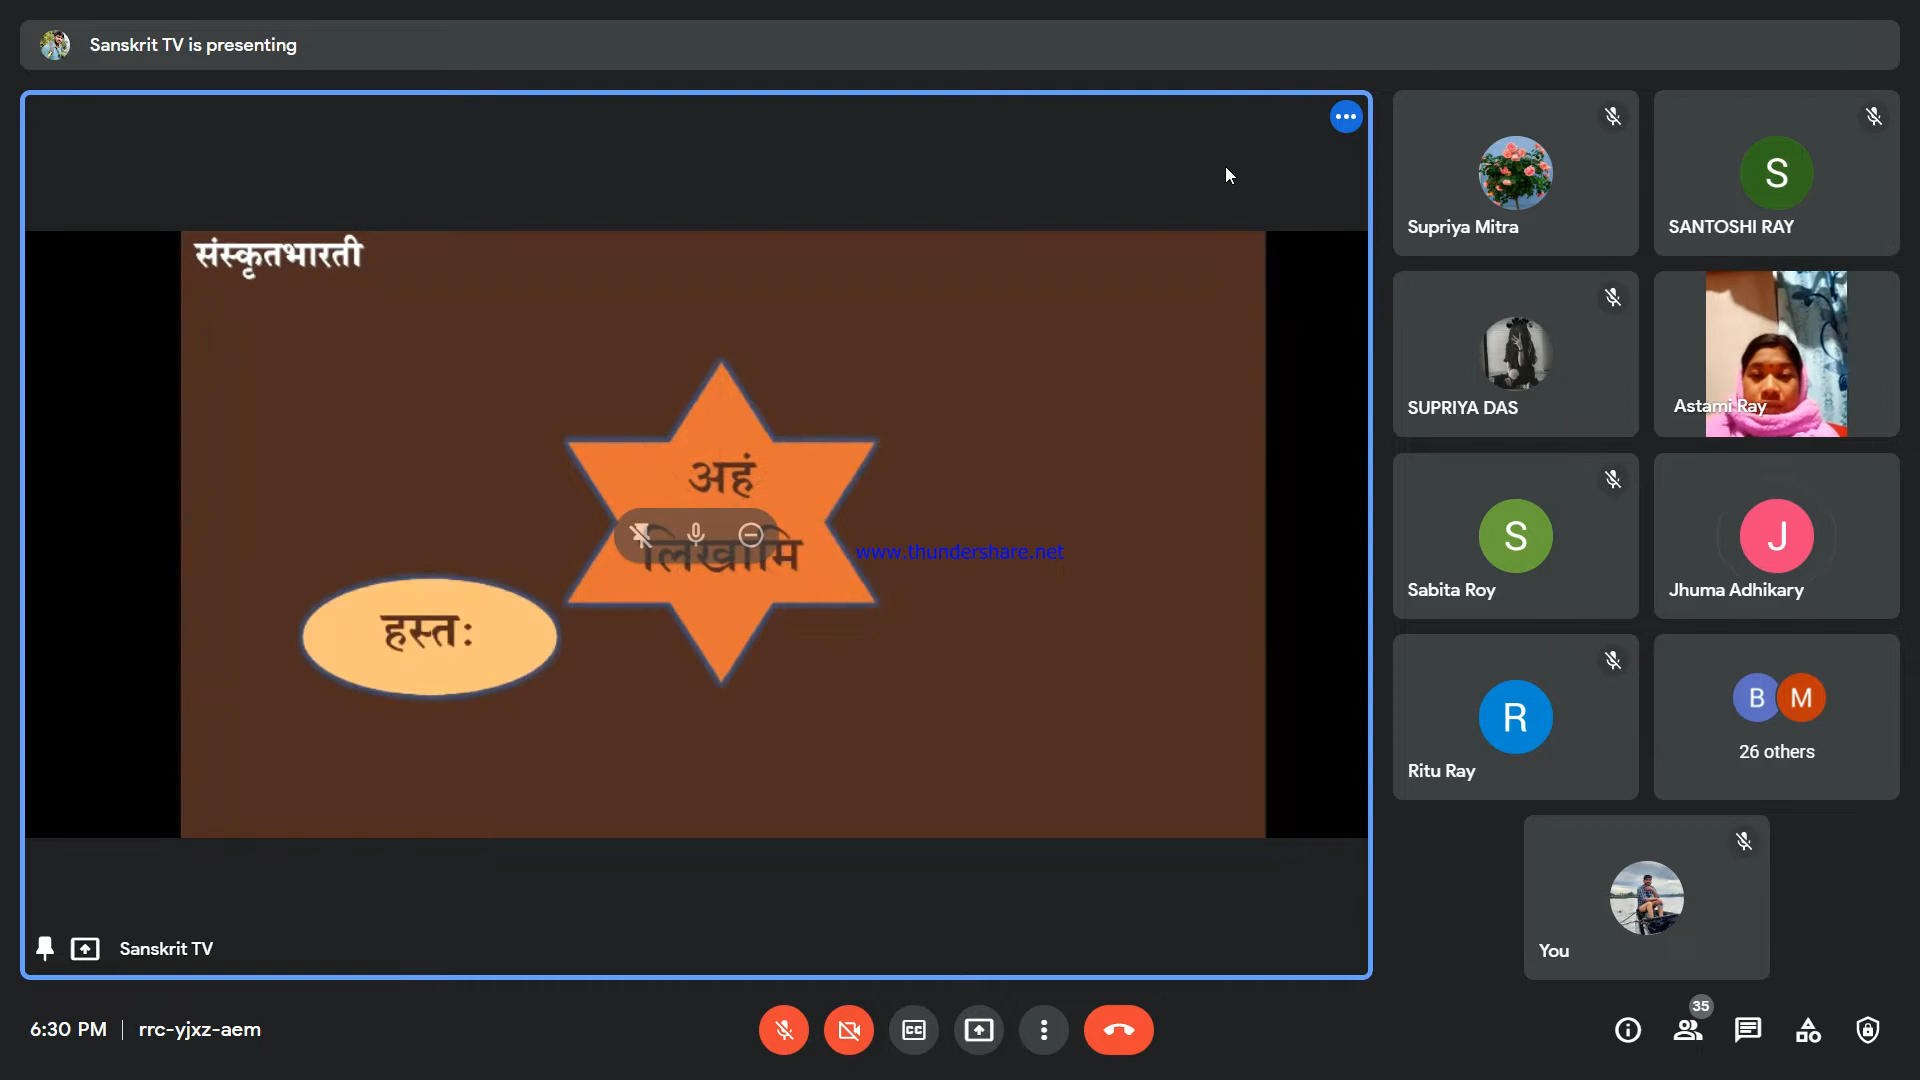 Sanskrit TV is presenting
संस्कृतभारती
अहं
लिखामि
www.thundershare.net
हस्तः
Sanskrit TV
Supriya Mitra
S
SANTOSHI RAY
SUPRIYA DAS
Astami Ray
S
Sabita Roy
J
Jhuma Adhikary
R
Ritu Ray
B M
26 others
You
6:30 PM | rrc-yjxz-aem
CC
35